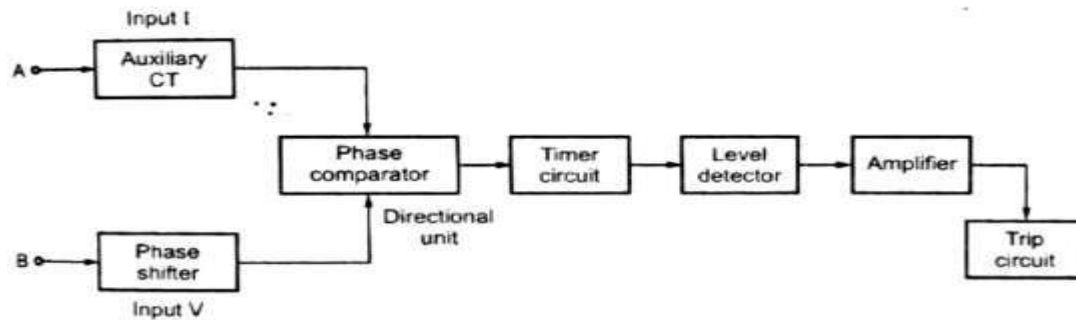 Input I
A
Auxiliary
CT
Phase
comparator
Timer
circuit
Level
detector
Amplifier
Directional
unit
B
Phase
shifter
Input V
Trip
circuit